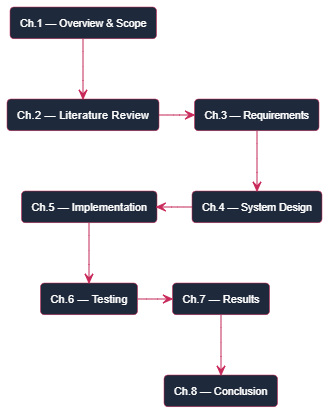 Ch.1 — Overview & Scope
Ch.2 — Literature Review
Ch.3 — Requirements
Ch.4 — System Design
Ch.5 — Implementation
Ch.6 — Testing
Ch.7 — Results
Ch.8 — Conclusion